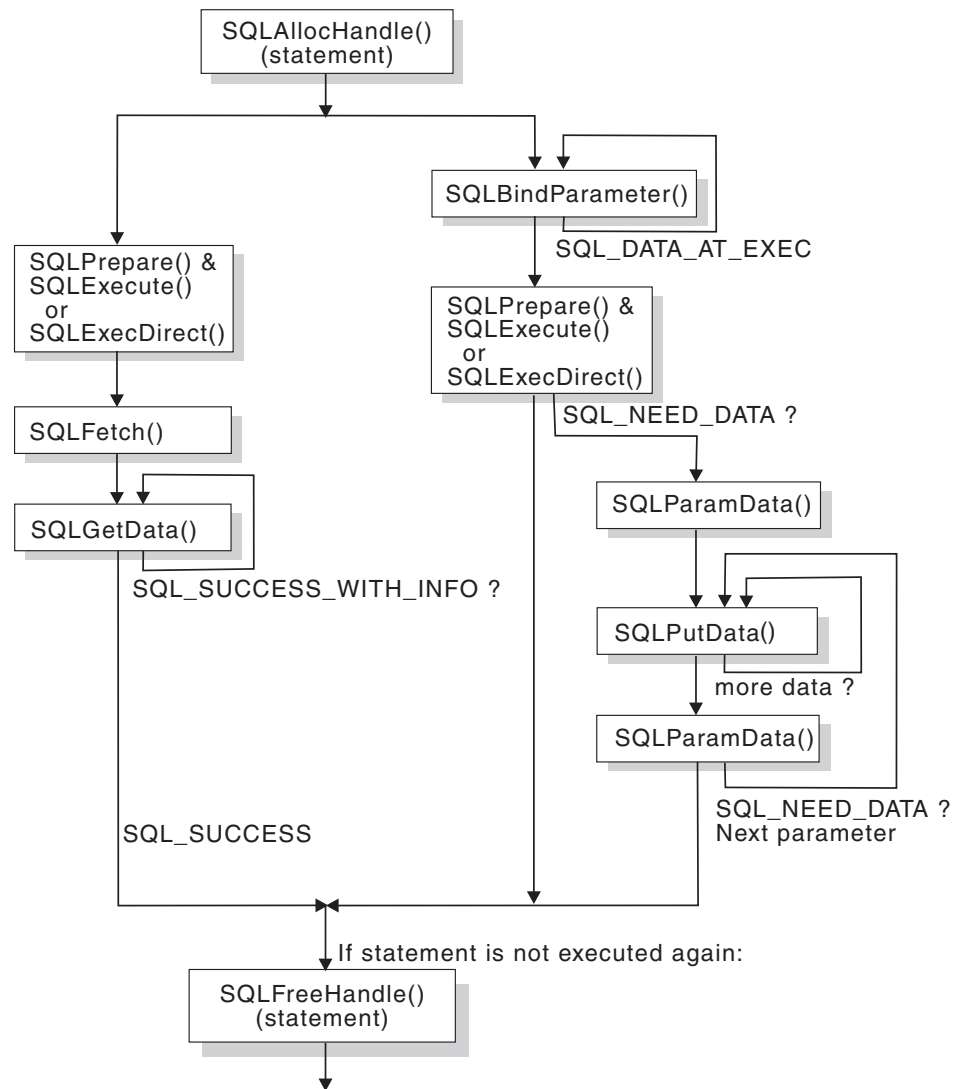 SQLAllocHandle()
(statement)
SQLBindParameter()
SQL_DATA_AT_EXEC
SQLPrepare() &
SQLExecute()
or
SQLExecDirect()
SQLPrepare() &
SQLExecute()
or
SQLExecDirect()
SQL_NEED_DATA ?
SQLFetch()
SQLParamData()
SQLGetData()
SQL_SUCCESS_WITH_INFO ?
SQLPutData()
more data ?
SQLParamData()
SQL_NEED_DATA ?
Next parameter
SQL_SUCCESS
If statement is not executed again:
SQLFreeHandle()
(statement)